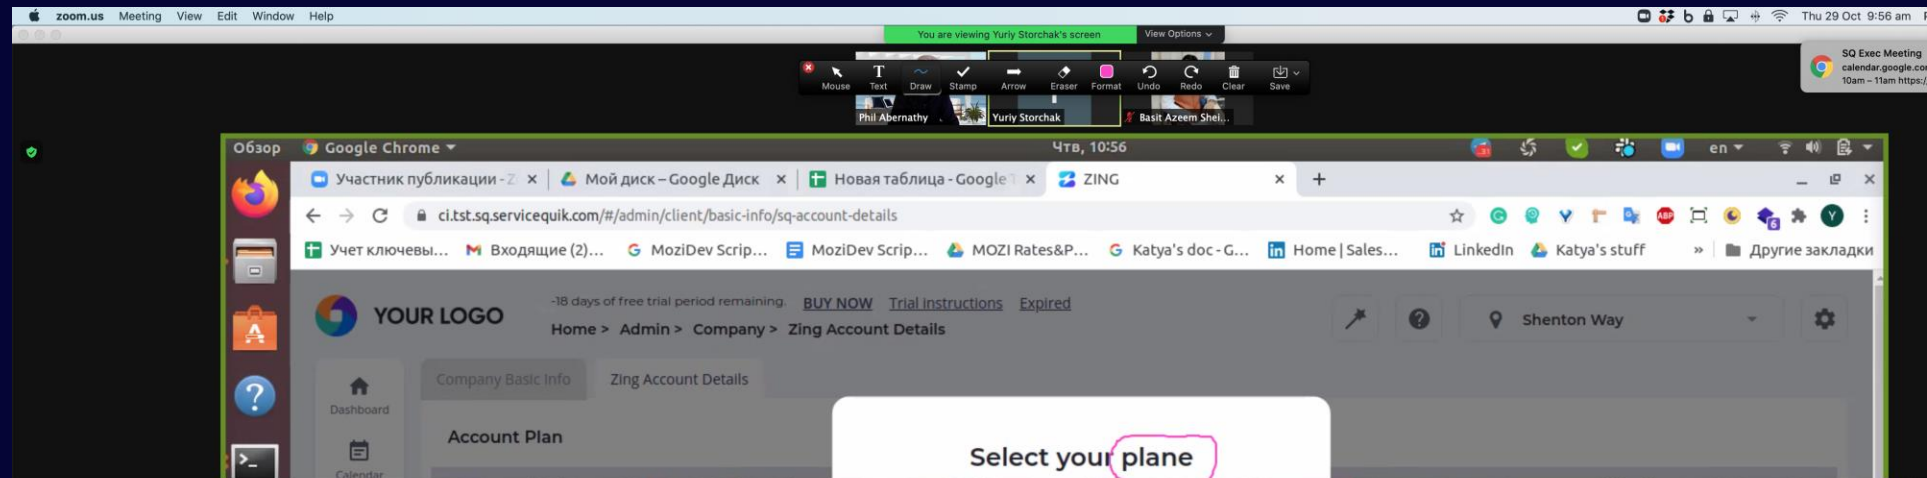 zoom.us Meeting View Edit Window Help
Thu 29 Oct 9:56 am
You are viewing Yuriy Storchak's screen View Options
SQ Exec Meeting
calendar.google.co
10am – 11am https:/
Mouse Text Draw Stamp Arrow Eraser Format Undo Redo Clear Save
Phil Abernathy Yuriy Storchak Basit Azeem Shei...
Обзор Google Chrome Чтв, 10:56 en
Участник публикации - Z Мой диск – Google Диск Новая таблица - Google ZING
ci.tst.sq.servicequik.com/#/admin/client/basic-info/sq-account-details
Учет ключевы... Входящие (2)... MoziDev Scrip... MoziDev Scrip... MOZI Rates&P... Katya's doc - G... Home | Sales... LinkedIn Katya's stuff » Другие закладки
-18 days of free trial period remaining. BUY NOW Trial instructions Expired
YOUR LOGO
Home > Admin > Company > Zing Account Details
Shenton Way
Company Basic Info Zing Account Details
Dashboard
Account Plan
Select your plane
Calendar